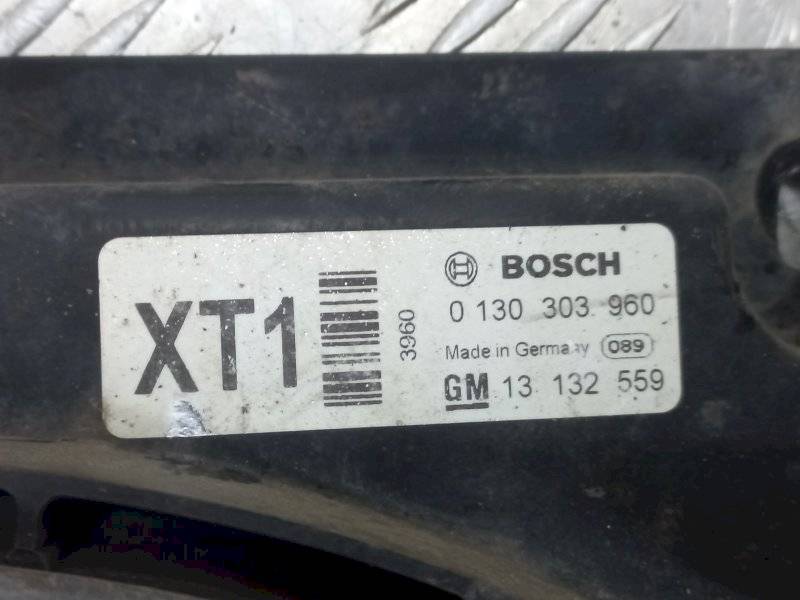 XT1
3960
BOSCH
0 130 303 960
Made in Germany 089
GM 13 132 559